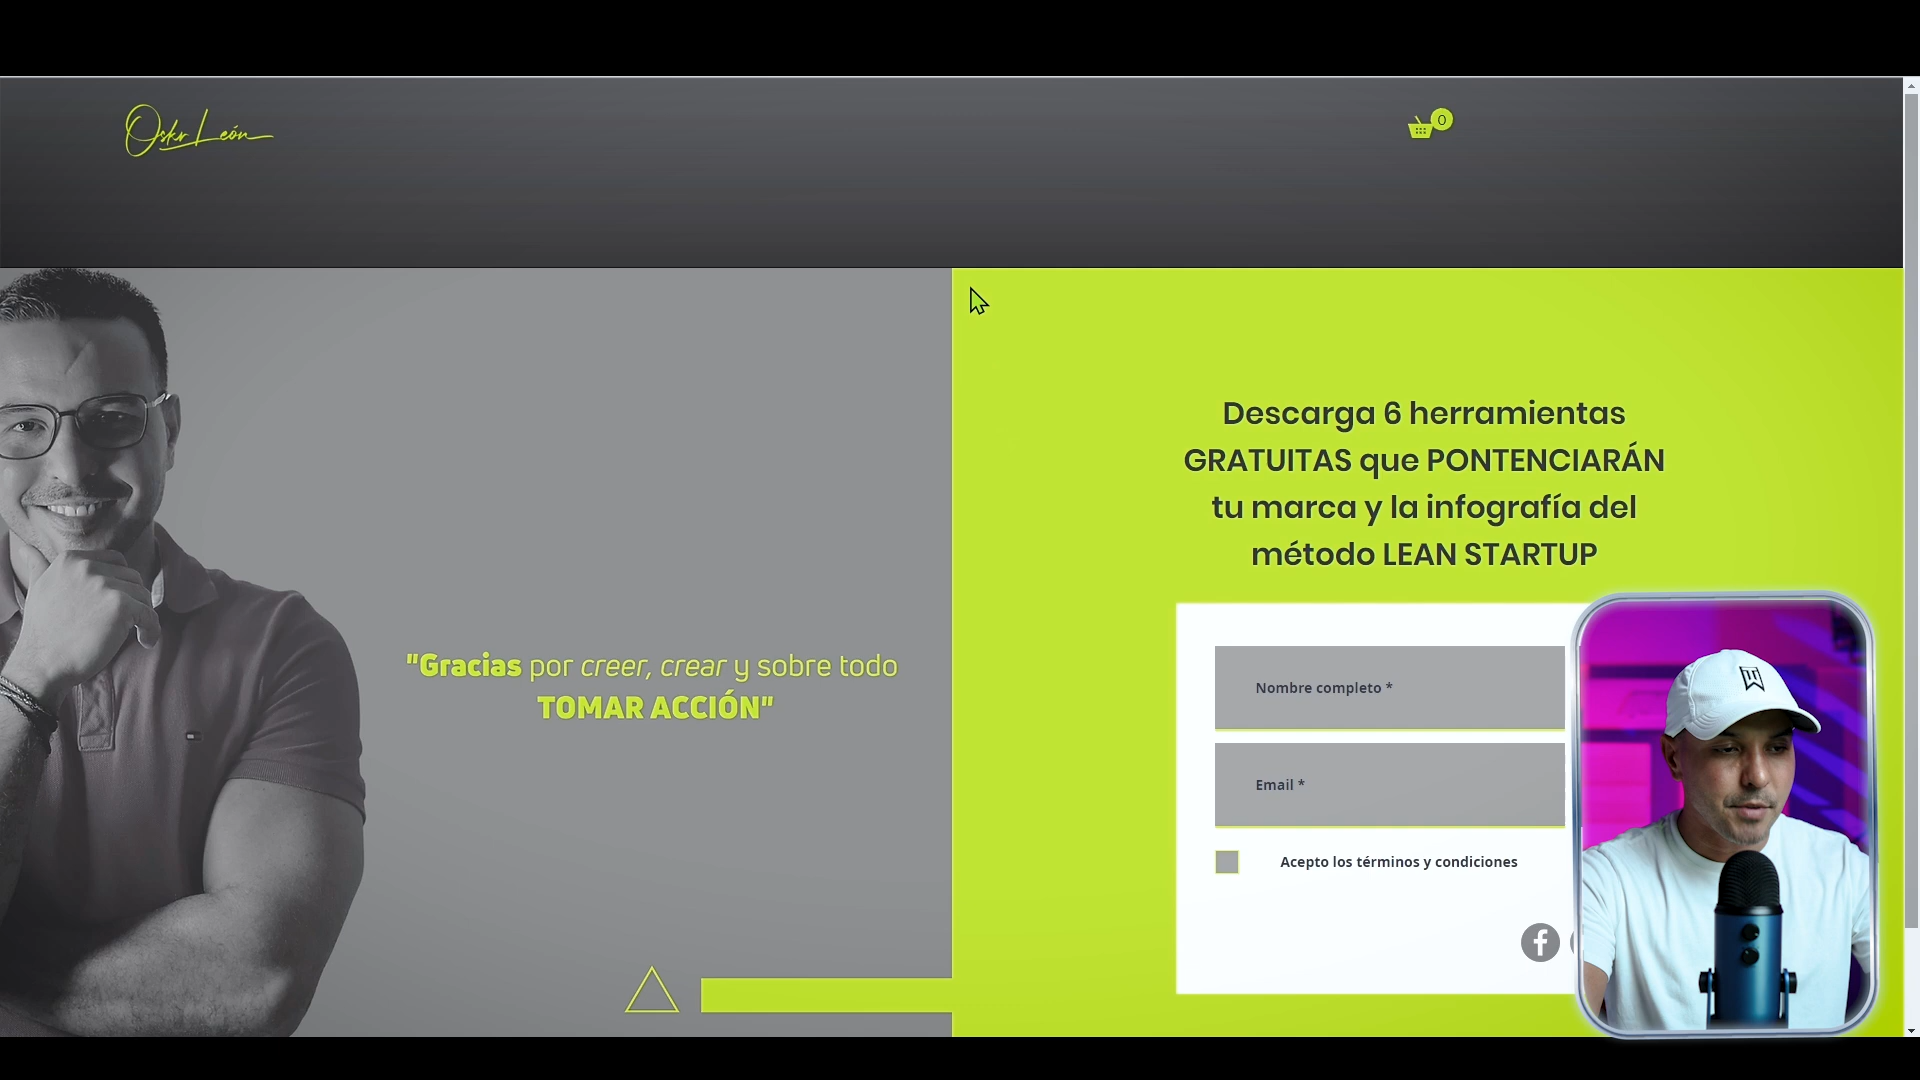 Oskr León
0
Descarga 6 herramientas
GRATUITAS que PONTENCIARÁN
tu marca y la infografía del
método LEAN STARTUP
"Gracias por creer, crear y sobre todo
TOMAR ACCIÓN"
Nombre completo *
Email *
Acepto los términos y condiciones